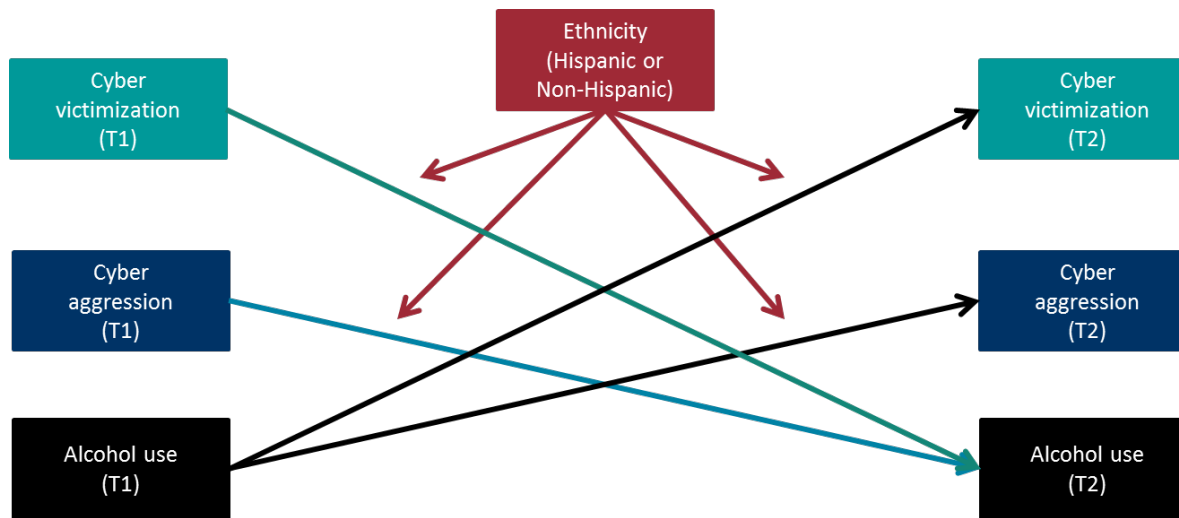 Ethnicity
(Hispanic or
Non-Hispanic)
Cyber
victimization
(T1)
Cyber
victimization
(T2)
Cyber
aggression
(T1)
Cyber
aggression
(T2)
Alcohol use
(T1)
Alcohol use
(T2)